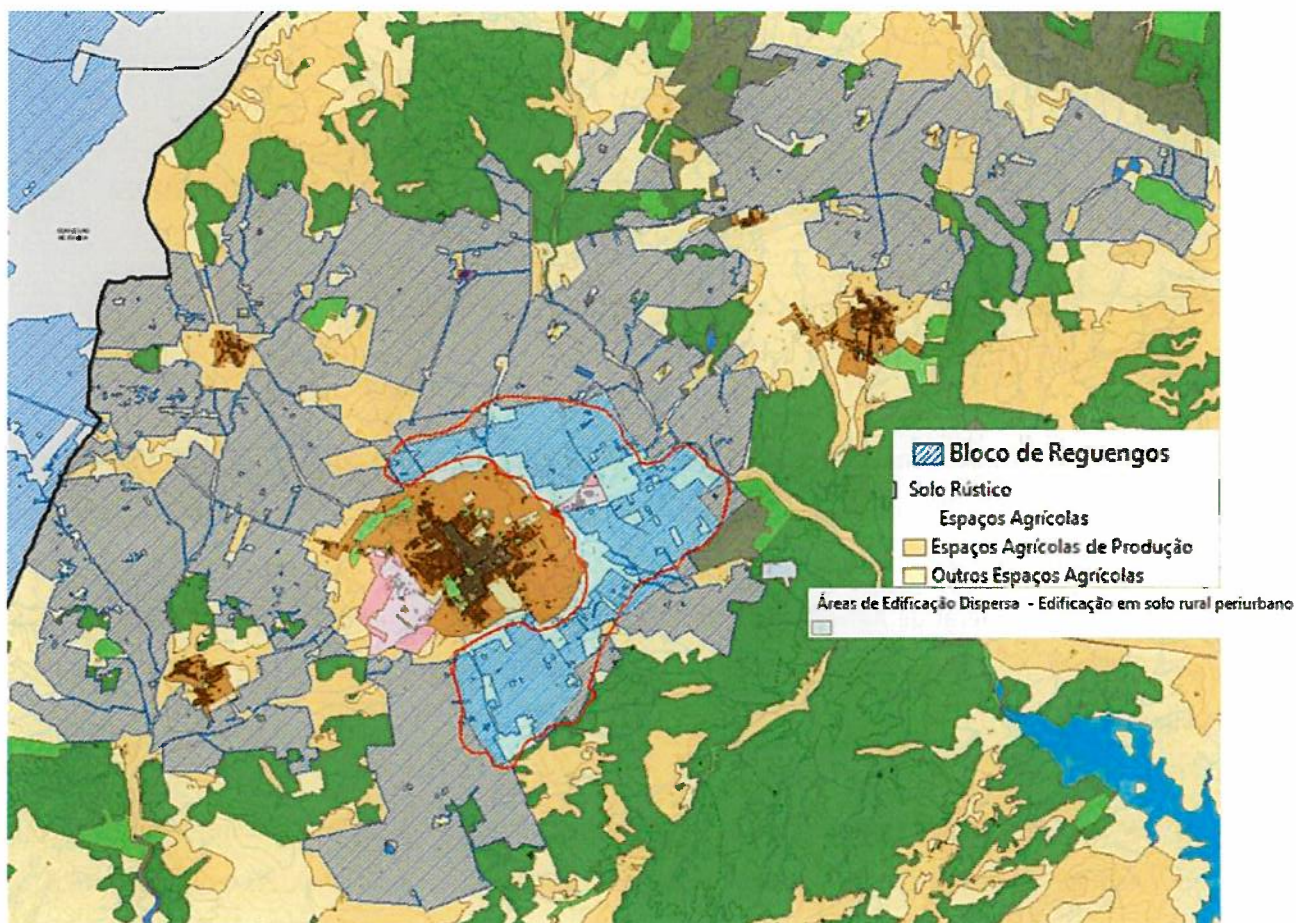 Bloco de Reguengos
Solo Rústico
Espaços Agrícolas
Espaços Agrícolas de Produção
Outros Espaços Agrícolas
Áreas de Edificação Dispersa - Edificação em solo rural periurbano